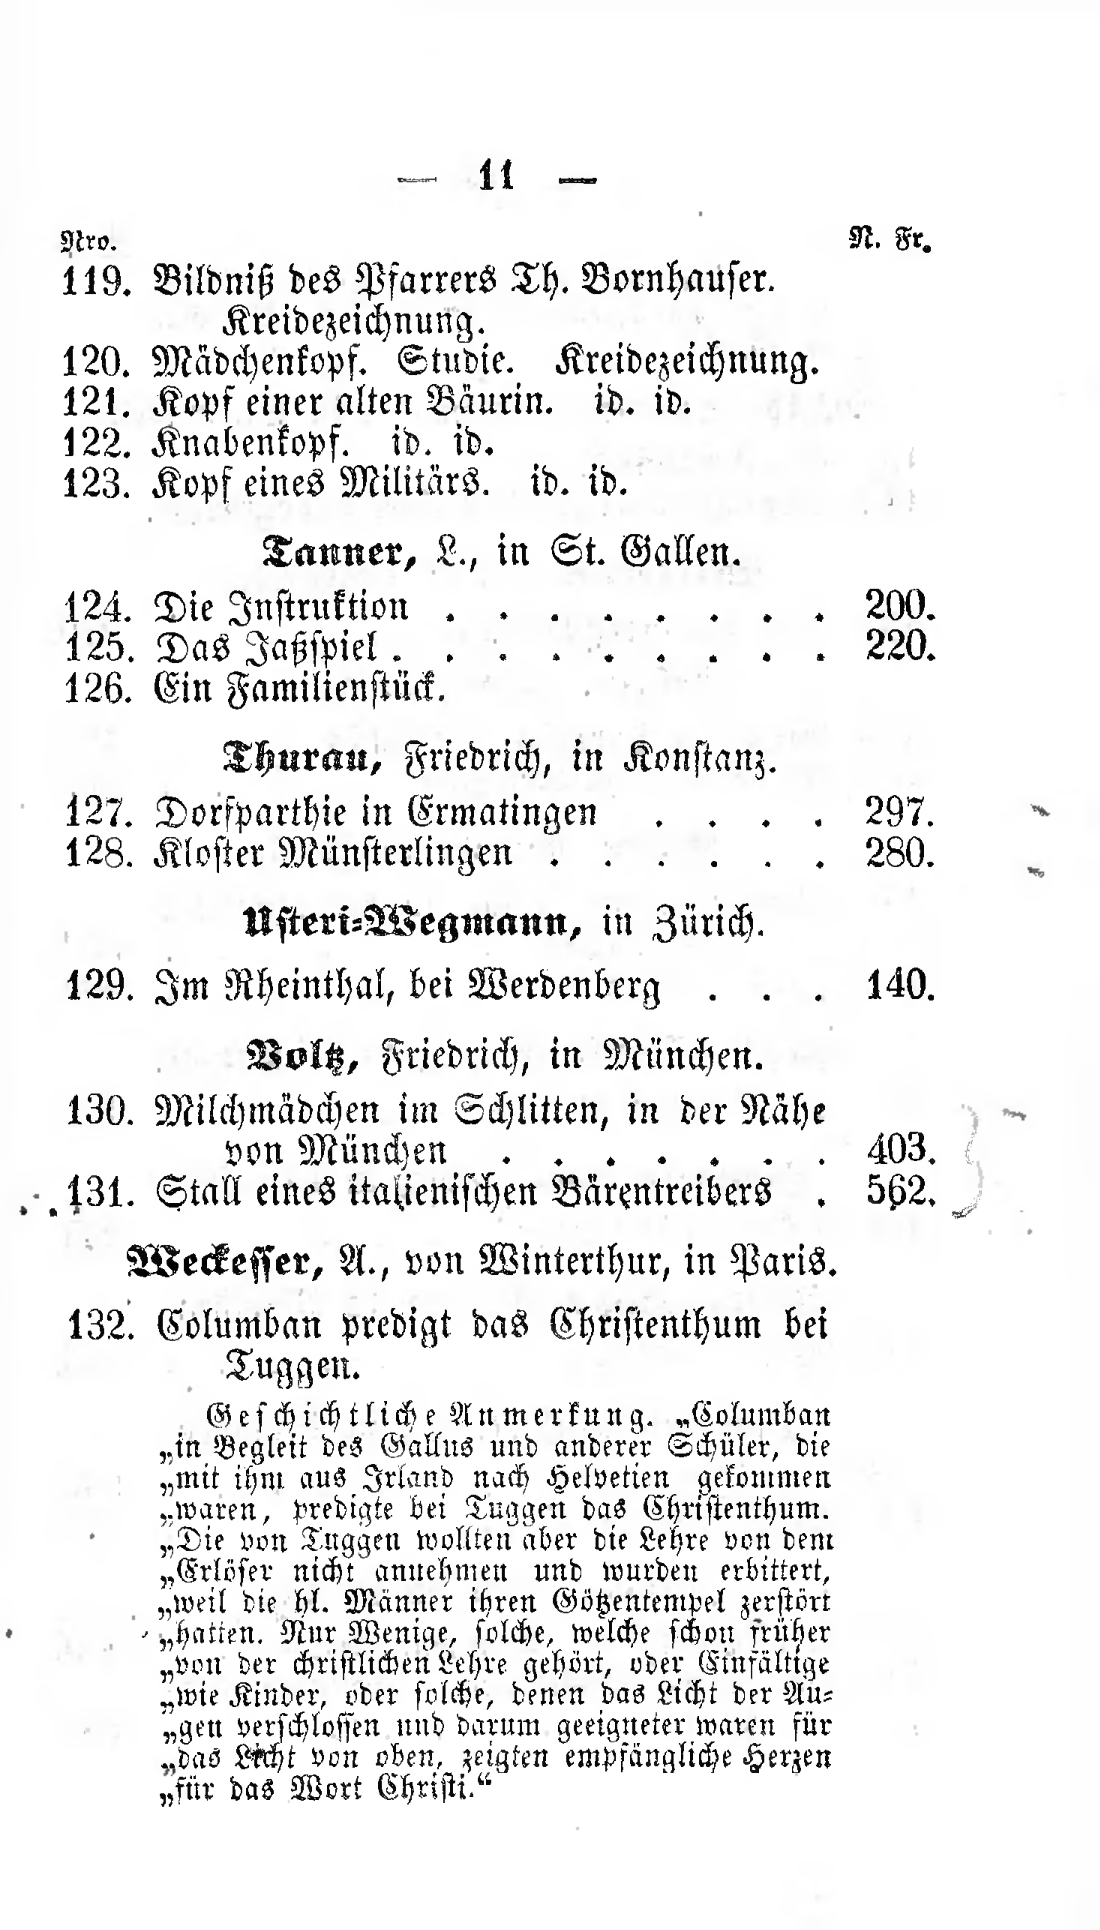 — 11 —
Nro. N. Fr.
119. Bildniß des Pfarrers Th. Bornhauser.
Kreidezeichnung.
120. Mädchenkopf. Studie. Kreidezeichnung.
121. Kopf einer alten Bäurin. id. id.
122. Knabenkopf. id. id.
123. Kopf eines Militärs. id. id.
Tanner, L., in St. Gallen.
124. Die Instruktion . . . . . . . . 200.
125. Das Jaßspiel . . . . . . . . . 220.
126. Ein Familienstück.
Thurau, Friedrich, in Konstanz.
127. Dorfparthie in Ermatingen . . . . 297.
128. Kloster Münsterlingen . . . . . . 280.
Usteri-Wegmann, in Zürich.
129. Im Rheinthal, bei Werdenberg . . . 140.
Voltz, Friedrich, in München.
130. Milchmädchen im Schlitten, in der Nähe
von München . . . . . . . 403.
131. Stall eines italienischen Bärentreibers . 562.
Weckesser, A., von Winterthur, in Paris.
132. Columban predigt das Christenthum bei
Tuggen.
Geschichtliche Anmerkung. „Columban
„in Begleit des Gallus und anderer Schüler, die
„mit ihm aus Irland nach Helvetien gekommen
„waren, predigte bei Tuggen das Christenthum.
„Die von Tuggen wollten aber die Lehre von dem
„Erlöser nicht annehmen und wurden erbittert,
„weil die hl. Männer ihren Götzentempel zerstört
„hatten. Nur Wenige, solche, welche schon früher
„von der christlichen Lehre gehört, oder Einfältige
„wie Kinder, oder solche, denen das Licht der Au-
„gen verschlossen und darum geeigneter waren für
„das Licht von oben, zeigten empfängliche Herzen
„für das Wort Christi.“